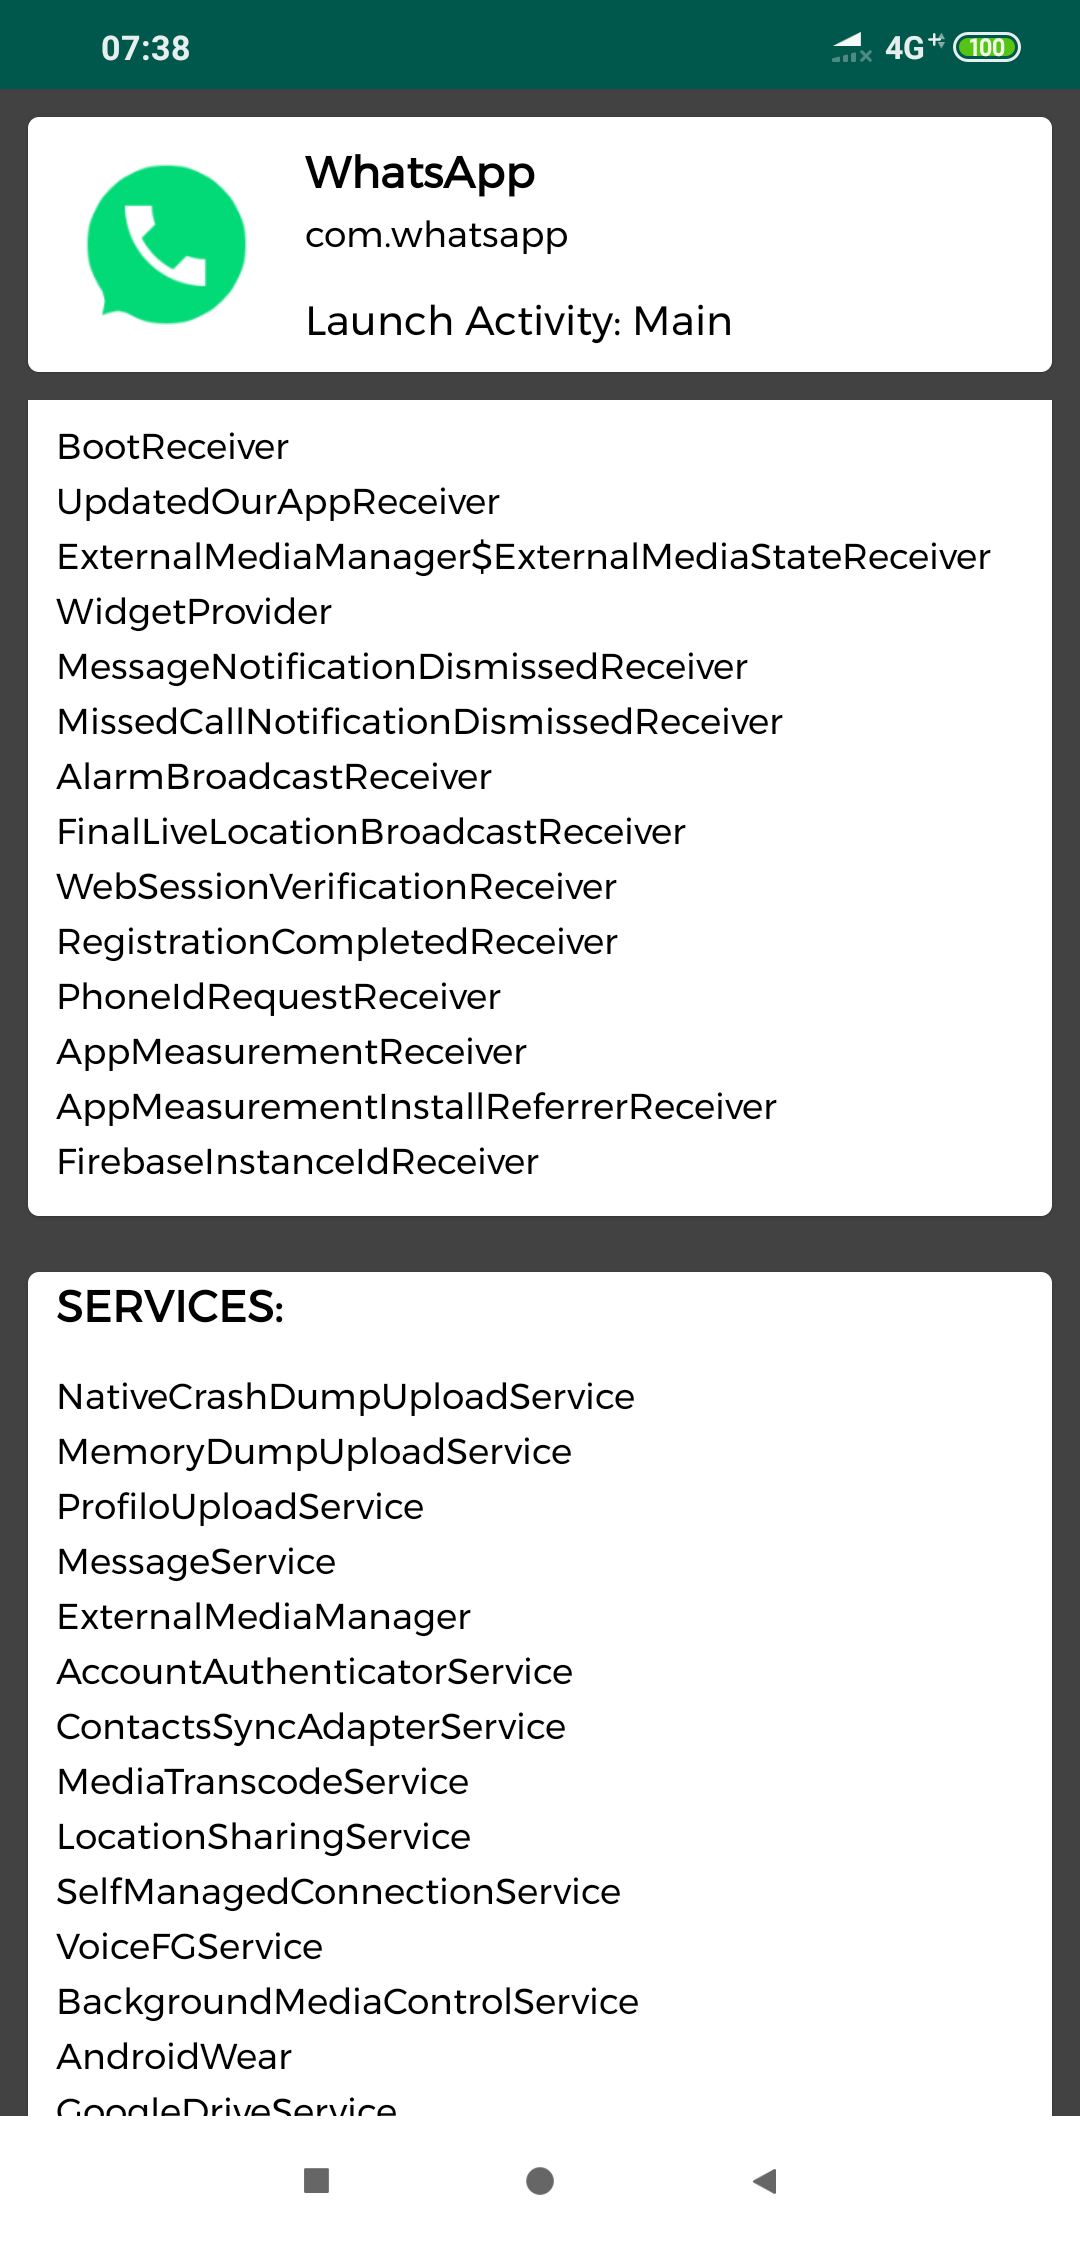 07:38
4G+
100
WhatsApp
com.whatsapp
Launch Activity: Main
BootReceiver
UpdatedOurAppReceiver
ExternalMediaManager$ExternalMediaStateReceiver
WidgetProvider
MessageNotificationDismissedReceiver
MissedCallNotificationDismissedReceiver
AlarmBroadcastReceiver
FinalLiveLocationBroadcastReceiver
WebSessionVerificationReceiver
RegistrationCompletedReceiver
PhoneIdRequestReceiver
AppMeasurementReceiver
AppMeasurementInstallReferrerReceiver
FirebaseInstanceIdReceiver
SERVICES:
NativeCrashDumpUploadService
MemoryDumpUploadService
ProfiloUploadService
MessageService
ExternalMediaManager
AccountAuthenticatorService
ContactsSyncAdapterService
MediaTranscodeService
LocationSharingService
SelfManagedConnectionService
VoiceFGService
BackgroundMediaControlService
AndroidWear
GoogleDriveService